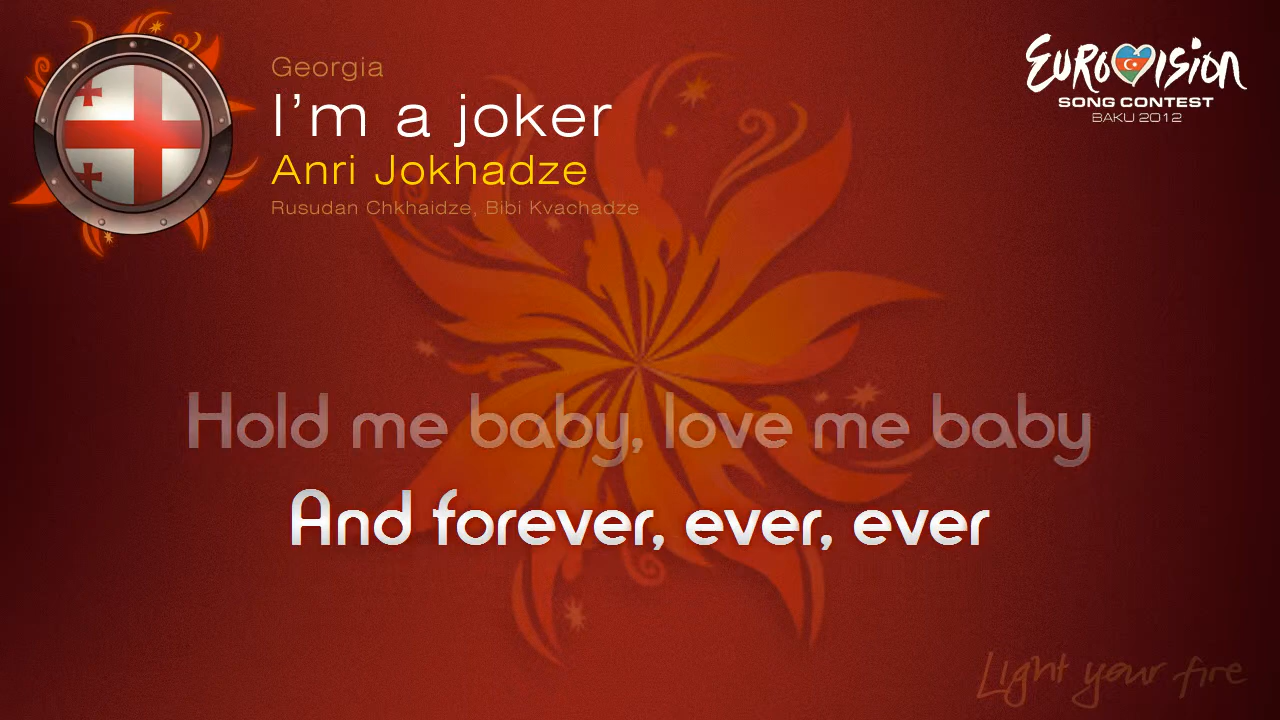 Georgia
I'm a joker
Anri Jokhadze
Rusudan Chkhaidze, Bibi Kvachadze
EUROVISION
SONG CONTEST
BAKU 2012
Hold me baby, love me baby
And forever, ever, ever
Light your fire